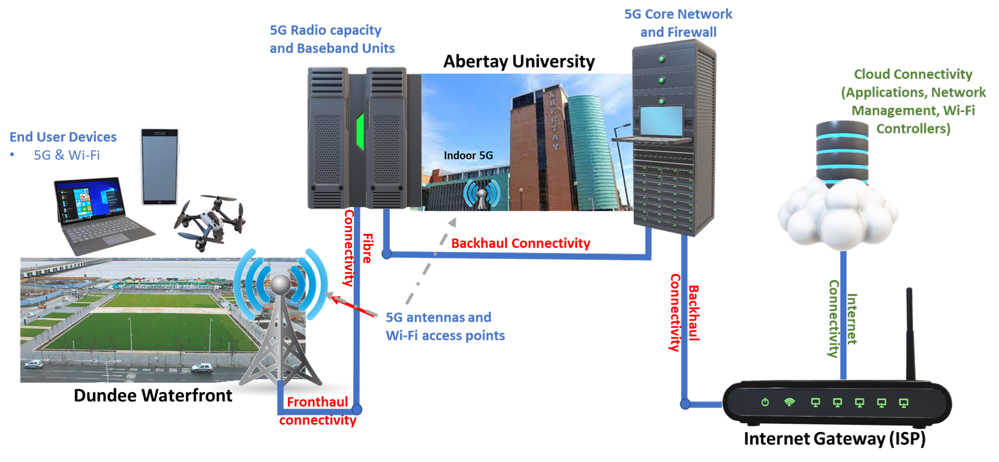 5G Core Network
and Firewall
5G Radio capacity
and Baseband Units
Abertay University
Cloud Connectivity
(Applications, Network
Management, Wi-Fi
Controllers)
End User Devices
• 5G & Wi-Fi
ABERTAY
Indoor 5G
Fibre
Connectivity
Backhaul Connectivity
5G antennas and
Wi-Fi access points
Backhaul
Connectivity
Internet
Connectivity
Dundee Waterfront
Fronthaul
connectivity
Internet Gateway (ISP)